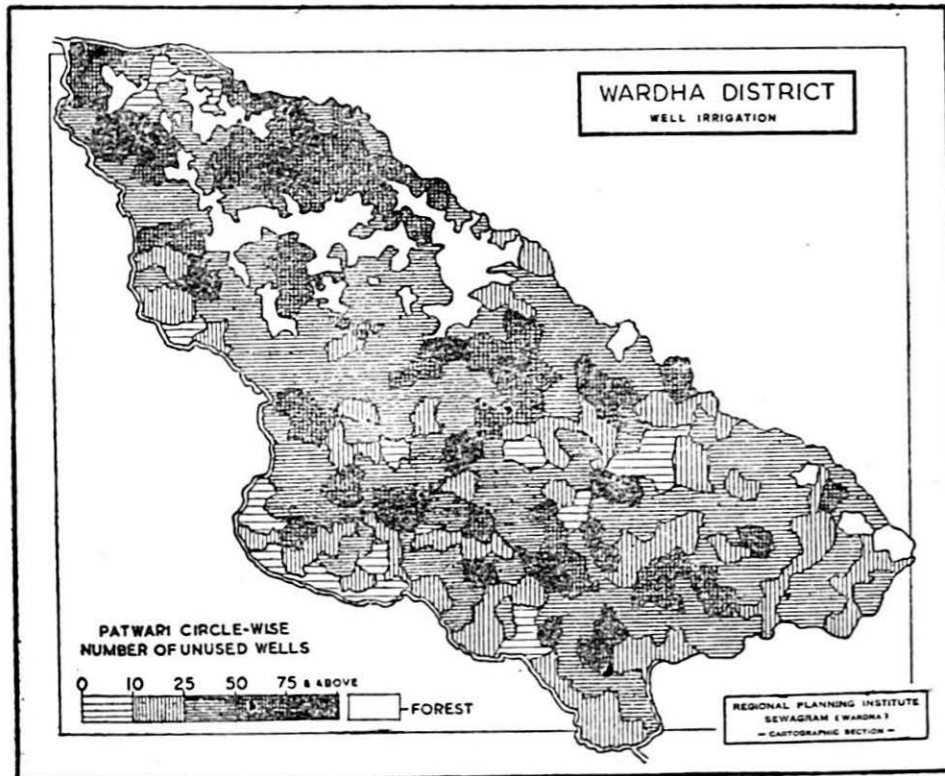 WARDHA DISTRICT
WELL IRRIGATION
PATWARI CIRCLE-WISE
NUMBER OF UNUSED WELLS
0 10 25 50 75 & ABOVE
-FOREST
REGIONAL PLANNING INSTITUTE
SEWAGRAM (WARDHA)
- CARTOGRAPHIC SECTION -